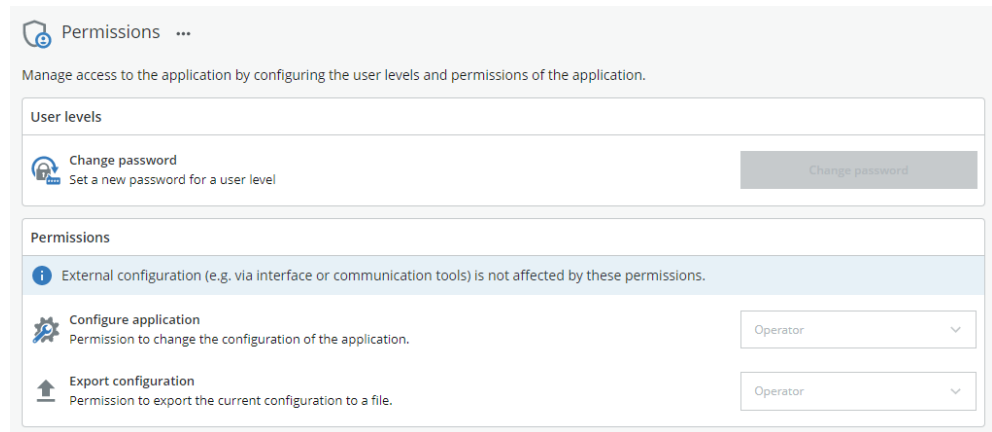 Permissions ...
Manage access to the application by configuring the user levels and permissions of the application.
User levels
Change password
Set a new password for a user level
Change password
Permissions
External configuration (e.g. via interface or communication tools) is not affected by these permissions.
Configure application
Permission to change the configuration of the application.
Operator
Export configuration
Permission to export the current configuration to a file.
Operator